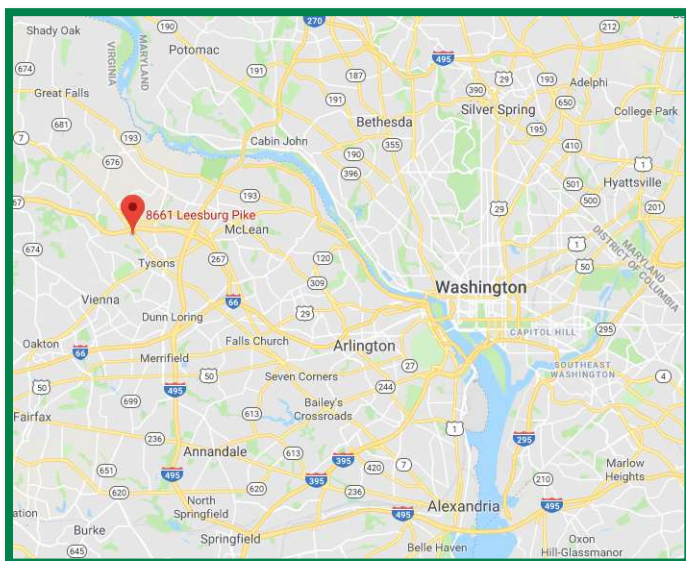 190
270
212
Shady Oak
VIRGINIA
MARYLAND
Potomac
495
29
193
Adelphi
674
191
187
Great Falls
191
390
Silver Spring
650
College Park
681
Bethesda
7
193
Cabin John
355
195
410
676
190
1
396
Hyattsville
501
193
500
201
67
8661 Leesburg Pike
29
McLean
MARYLAND
DISTRICT OF COLUMBIA
674
1
Tysons
267
120
50
309
Washington
Vienna
66
29
Dunn Loring
CAPITOL HILL
295
Oakton
66
Falls Church
Arlington
Merrifield
27
SOUTHEAST
WASHINGTON
50
50
Seven Corners
4
495
244
699
Bailey's
Crossroads
Fairfax
613
1
236
295
Annandale
613
395
7
651
495
420
Marlow
Heights
620
620
395
236
210
ation
North
Springfield
Alexandria
495
Burke
495
Springfield
Oxon
Hill-Glassmanor
645
Belle Haven